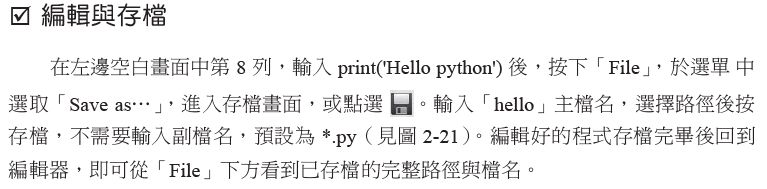 ☑ 編輯與存檔
在左邊空白畫面中第 8 列，輸入 print('Hello python') 後，按下「File」，於選單 中
選取「Save as…」，進入存檔畫面，或點選 。輸入「hello」主檔名，選擇路徑後按
存檔，不需要輸入副檔名，預設為 *.py（見圖 2-21）。編輯好的程式存檔完畢後回到
編輯器，即可從「File」下方看到已存檔的完整路徑與檔名。